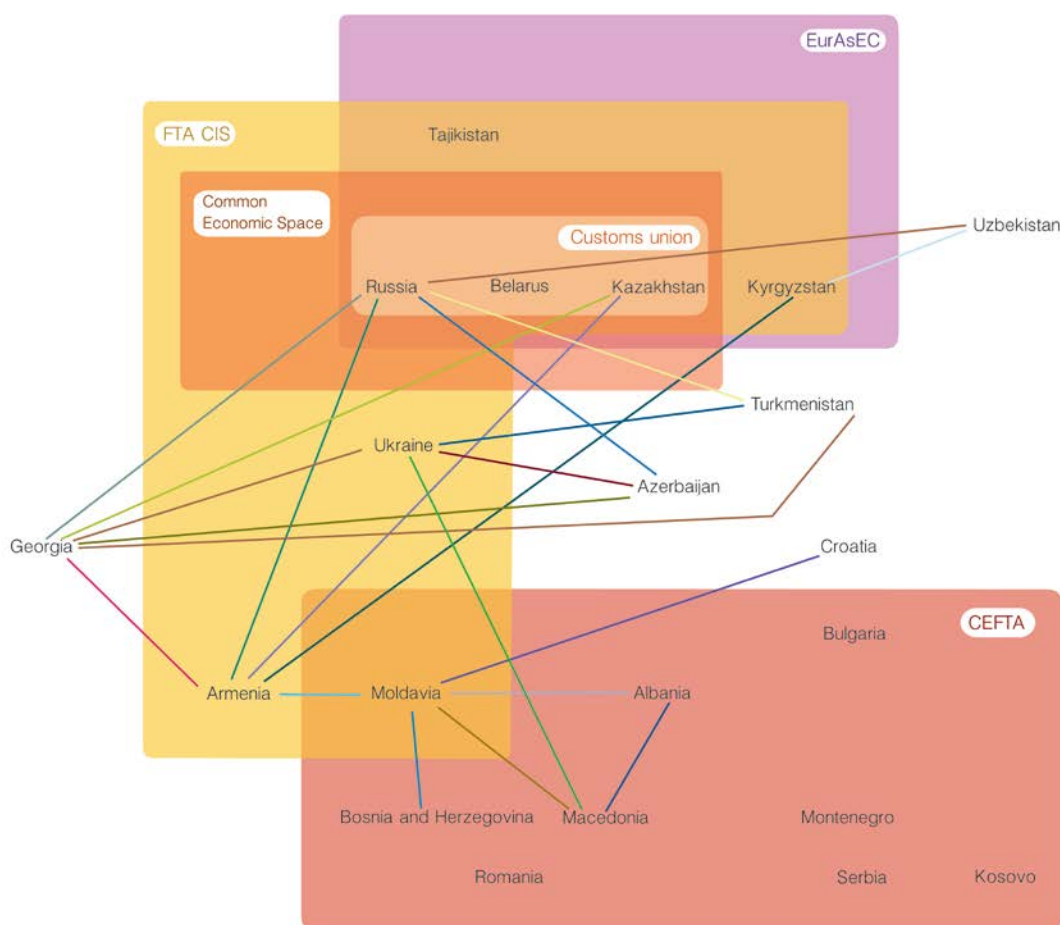 EurAsEC
FTA CIS
Tajikistan
Common
Economic Space
Customs union
Uzbekistan
Russia
Belarus
Kazakhstan
Kyrgyzstan
Turkmenistan
Ukraine
Azerbaijan
Georgia
Croatia
CEFTA
Bulgaria
Armenia
Moldavia
Albania
Bosnia and Herzegovina
Macedonia
Montenegro
Romania
Serbia
Kosovo